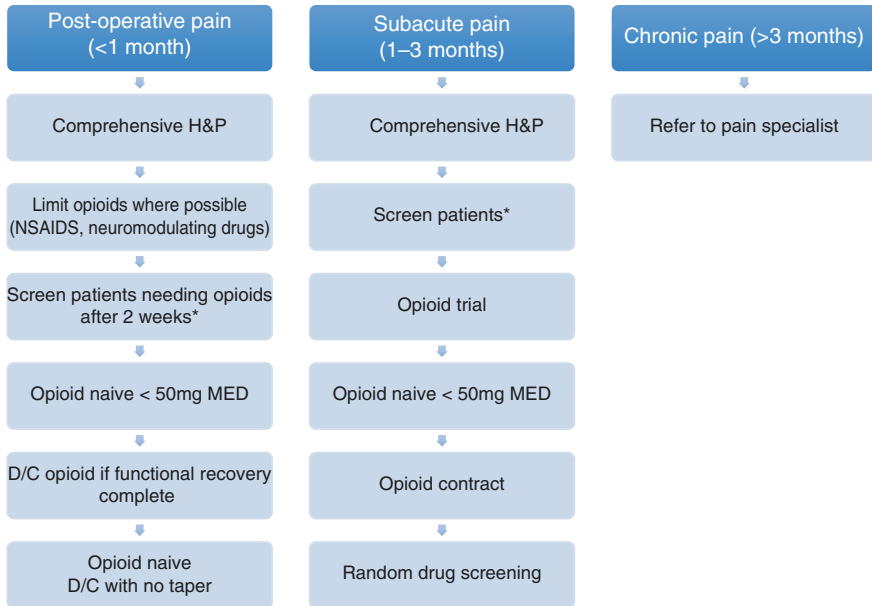 Post-operative pain
(<1 month)
Comprehensive H&P
Limit opioids where possible
(NSAIDS, neuromodulating drugs)
Screen patients needing opioids
after 2 weeks*
Opioid naive < 50mg MED
D/C opioid if functional recovery
complete
Opioid naive
D/C with no taper
Subacute pain
(1–3 months)
Comprehensive H&P
Screen patients*
Opioid trial
Opioid naive < 50mg MED
Opioid contract
Random drug screening
Chronic pain (>3 months)
Refer to pain specialist